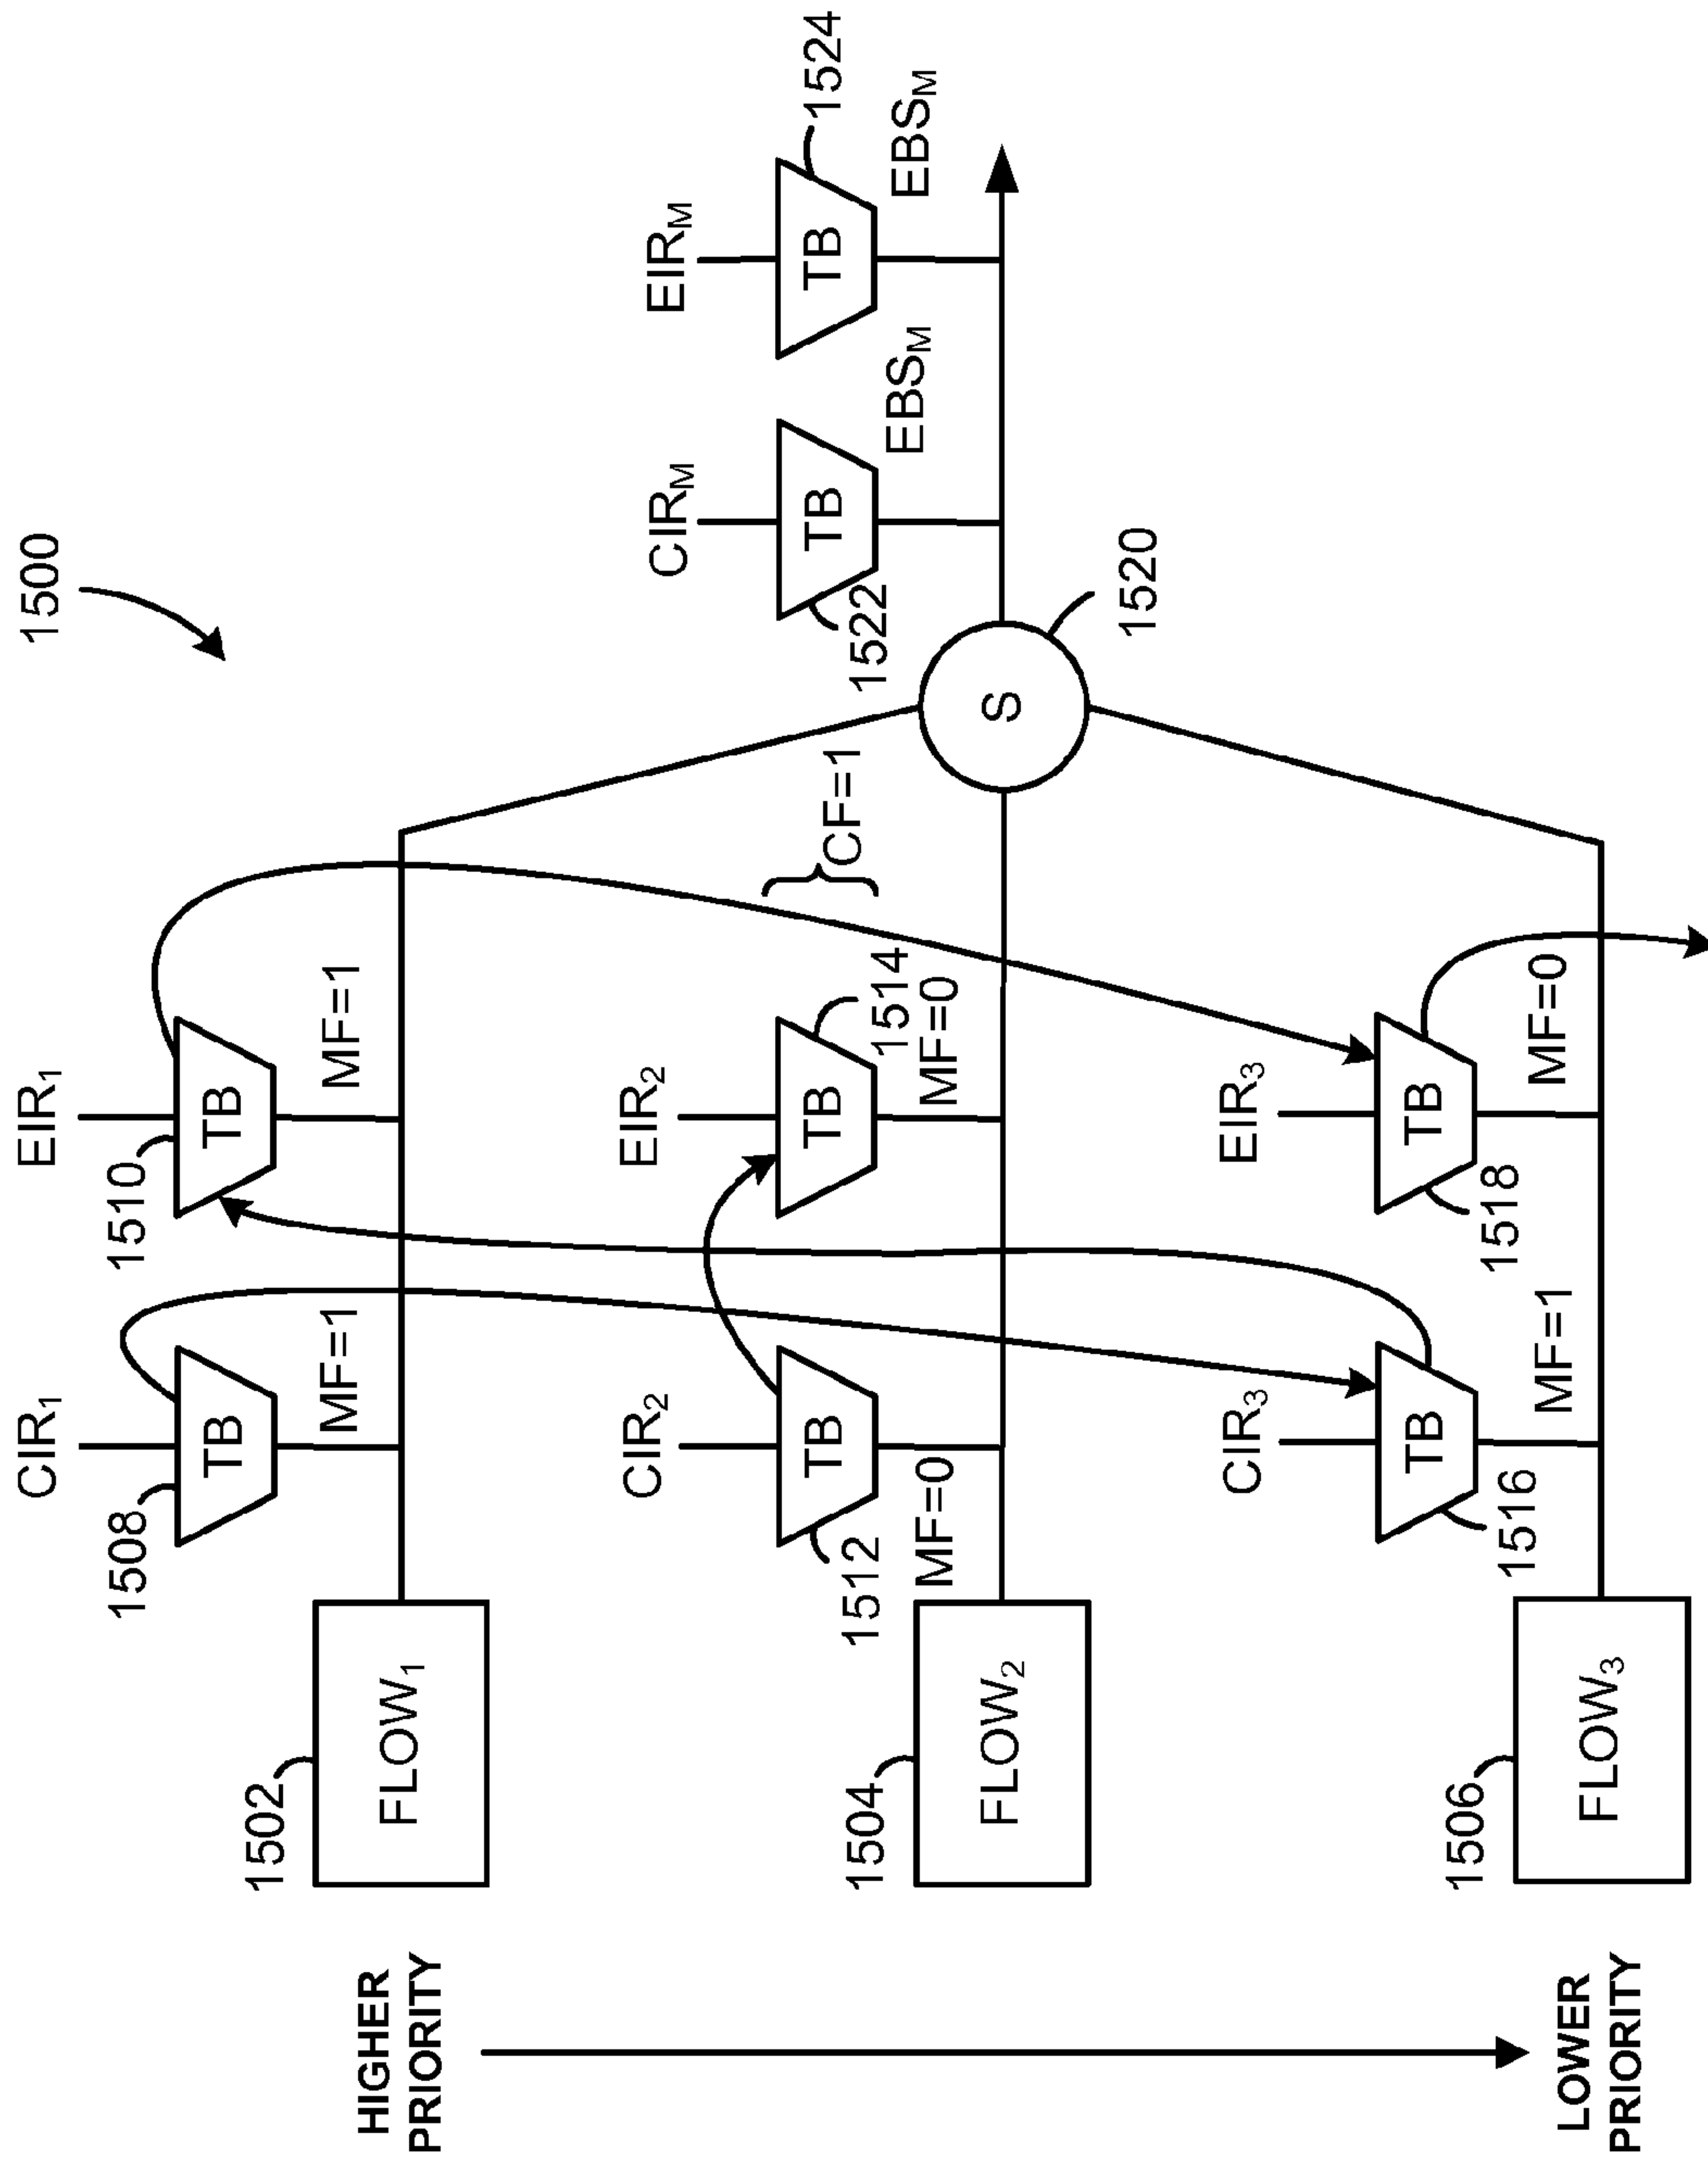 1500
CIR1
EIR1
1508
TB
1510
TB
MF=1
MF=1
1502
FLOW1
HIGHER
PRIORITY
CIR2
EIR2
CIRM
EIRM
TB
TB
TB
TB
1512
1514
1522
1524
MF=0
MF=0
CF=1
EBSM
EBSM
1504
FLOW2
S
1520
CIR3
EIR3
TB
TB
1516
1518
MF=1
MF=0
1506
FLOW3
LOWER
PRIORITY